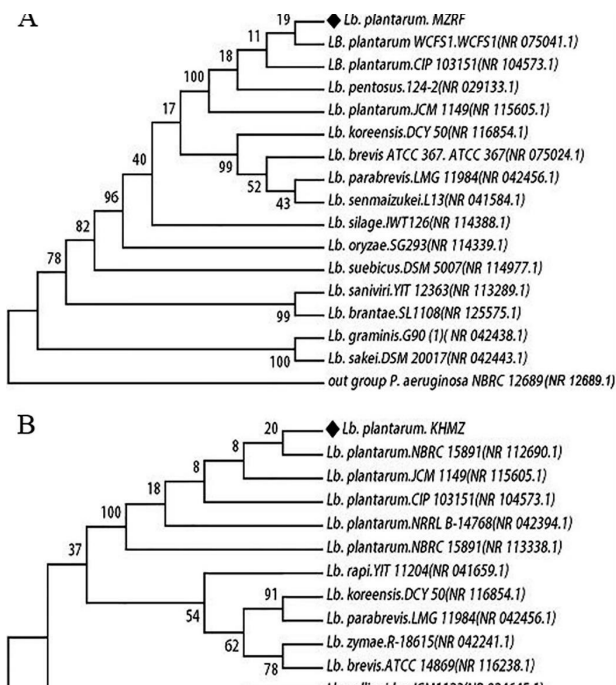 A
19
◆ Lb. plantarum. MZRF
11
LB. plantarum WCFS1.WCFS1(NR 075041.1)
18
LB. plantarum.CIP 103151(NR 104573.1)
100
Lb. pentosus.124-2(NR 029133.1)
17
Lb. plantarum.JCM 1149(NR 115605.1)
Lb. koreensis.DCY 50(NR 116854.1)
40
99
Lb. brevis ATCC 367. ATCC 367(NR 075024.1)
52
Lb. parabrevis.LMG 11984(NR 042456.1)
96
43
Lb. senmaizukei.L13(NR 041584.1)
82
Lb. silage.IWT126(NR 114388.1)
Lb. oryzae.SG293(NR 114339.1)
78
Lb. suebicus.DSM 5007(NR 114977.1)
Lb. saniviri.YIT 12363(NR 113289.1)
99
Lb. brantae.SL1108(NR 125575.1)
Lb. graminis.G90 (1)( NR 042438.1)
100
Lb. sakei.DSM 20017(NR 042443.1)
out group P. aeruginosa NBRC 12689(NR 12689.1)
B
20
◆ Lb. plantarum. KHMZ
8
Lb. plantarum.NBRC 15891(NR 112690.1)
8
Lb. plantarum.JCM 1149(NR 115605.1)
18
Lb. plantarum.CIP 103151(NR 104573.1)
100
Lb. plantarum.NRRL B-14768(NR 042394.1)
37
Lb. plantarum.NBRC 15891(NR 113338.1)
Lb. rapi.YIT 11204(NR 041659.1)
54
91
Lb. koreensis.DCY 50(NR 116854.1)
Lb. parabrevis.LMG 11984(NR 042456.1)
62
Lb. zymae.R-18615(NR 042241.1)
78
Lb. brevis.ATCC 14869(NR 116238.1)